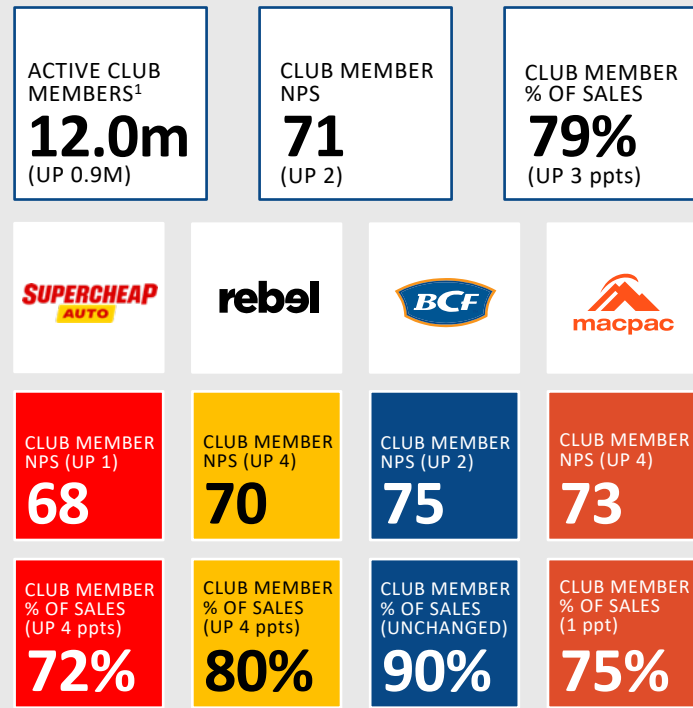 ACTIVE CLUB
MEMBERS¹
12.0m
(UP 0.9M)
CLUB MEMBER
NPS
71
(UP 2)
CLUB MEMBER
% OF SALES
79%
(UP 3 ppts)
SUPERCHEAP
AUTO
rebel
BCF
macpac
CLUB MEMBER
NPS (UP 1)
68
CLUB MEMBER
NPS (UP 4)
70
CLUB MEMBER
NPS (UP 2)
75
CLUB MEMBER
NPS (UP 4)
73
CLUB MEMBER
% OF SALES
(UP 4 ppts)
72%
CLUB MEMBER
% OF SALES
(UP 4 ppts)
80%
CLUB MEMBER
% OF SALES
(UNCHANGED)
90%
CLUB MEMBER
% OF SALES
(1 ppt)
75%